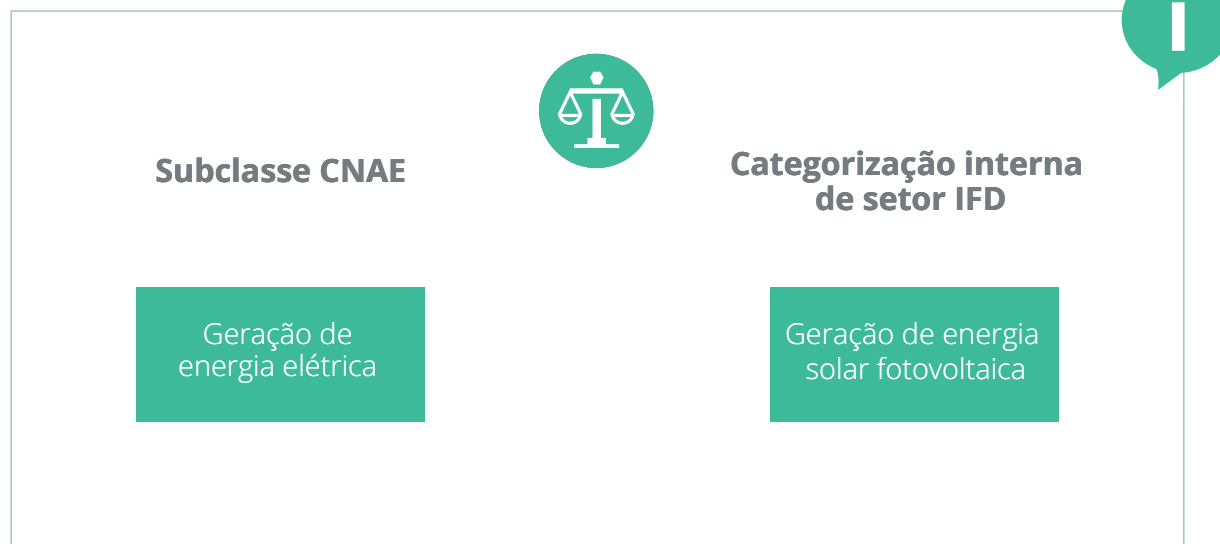 Subclasse CNAE
Categorização interna
de setor IFD
Geração de
energia elétrica
Geração de energia
solar fotovoltaica